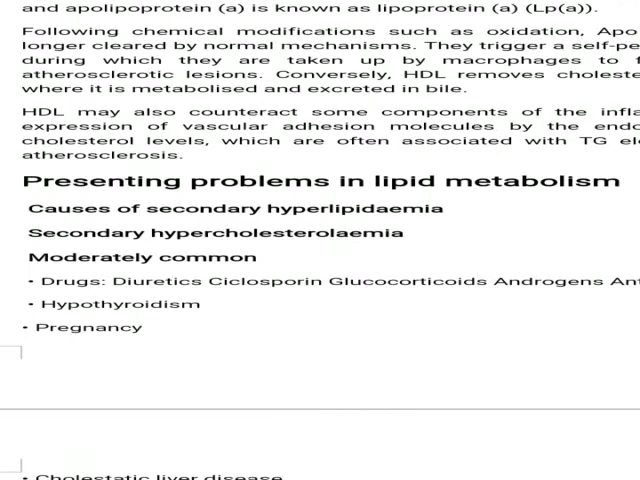 and apolipoprotein (a) is known as lipoprotein (a) (Lp(a)).
Following chemical modifications such as oxidation, Apo
longer cleared by normal mechanisms. They trigger a self-pe
during which they are taken up by macrophages to f
atherosclerotic lesions. Conversely, HDL removes choleste
where it is metabolised and excreted in bile.
HDL may also counteract some components of the infla
expression of vascular adhesion molecules by the endo
cholesterol levels, which are often associated with TG ele
atherosclerosis.
Presenting problems in lipid metabolism
Causes of secondary hyperlipidaemia
Secondary hypercholesterolaemia
Moderately common
• Drugs: Diuretics Ciclosporin Glucocorticoids Androgens Ant
• Hypothyroidism
• Pregnancy
• Cholestatic liver disease